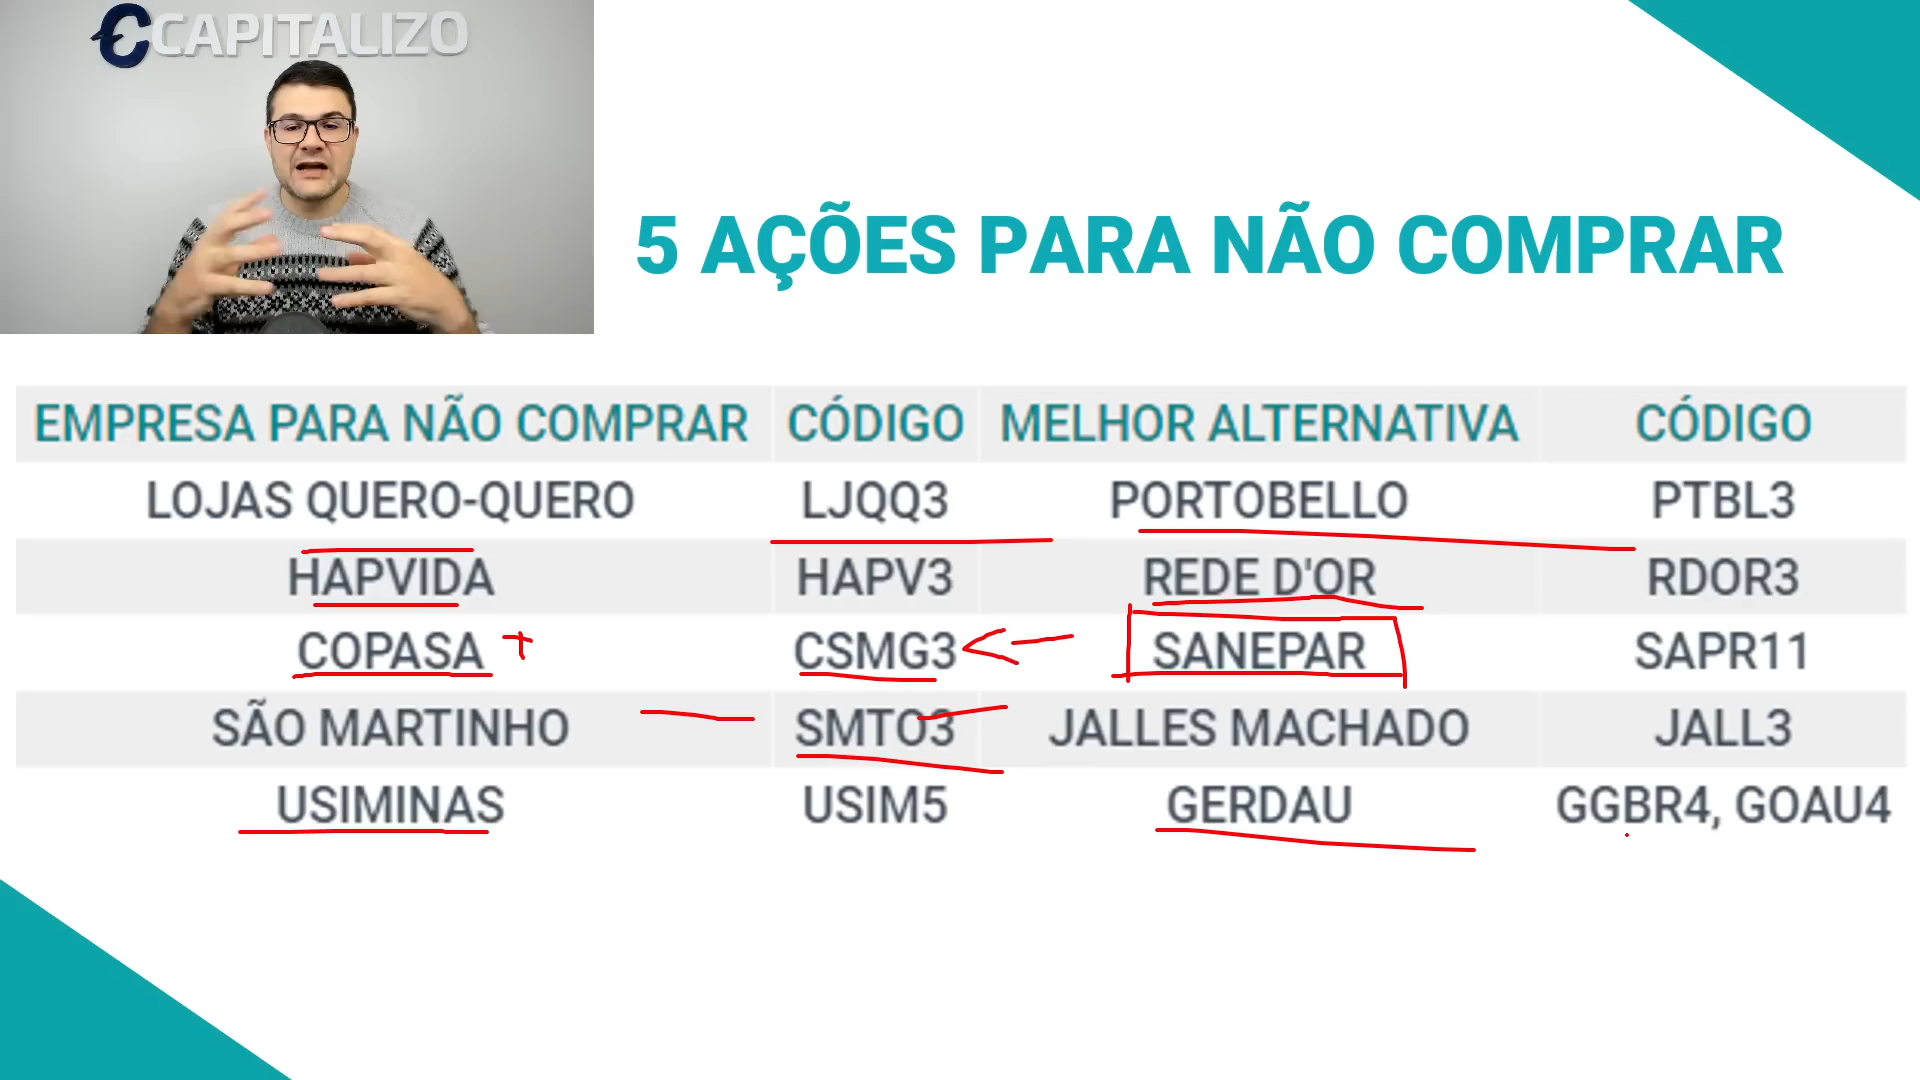 CAPITALIZO
5 AÇÕES PARA NÃO COMPRAR
EMPRESA PARA NÃO COMPRAR CÓDIGO MELHOR ALTERNATIVA CÓDIGO
LOJAS QUERO-QUERO LJQQ3 PORTOBELLO PTBL3
HAPVIDA HAPV3 REDE D'OR RDOR3
COPASA + CSMG3 SANEPAR SAPR11
SÃO MARTINHO SMTO3 JALLES MACHADO JALL3
USIMINAS USIM5 GERDAU GGBR4, GOAU4